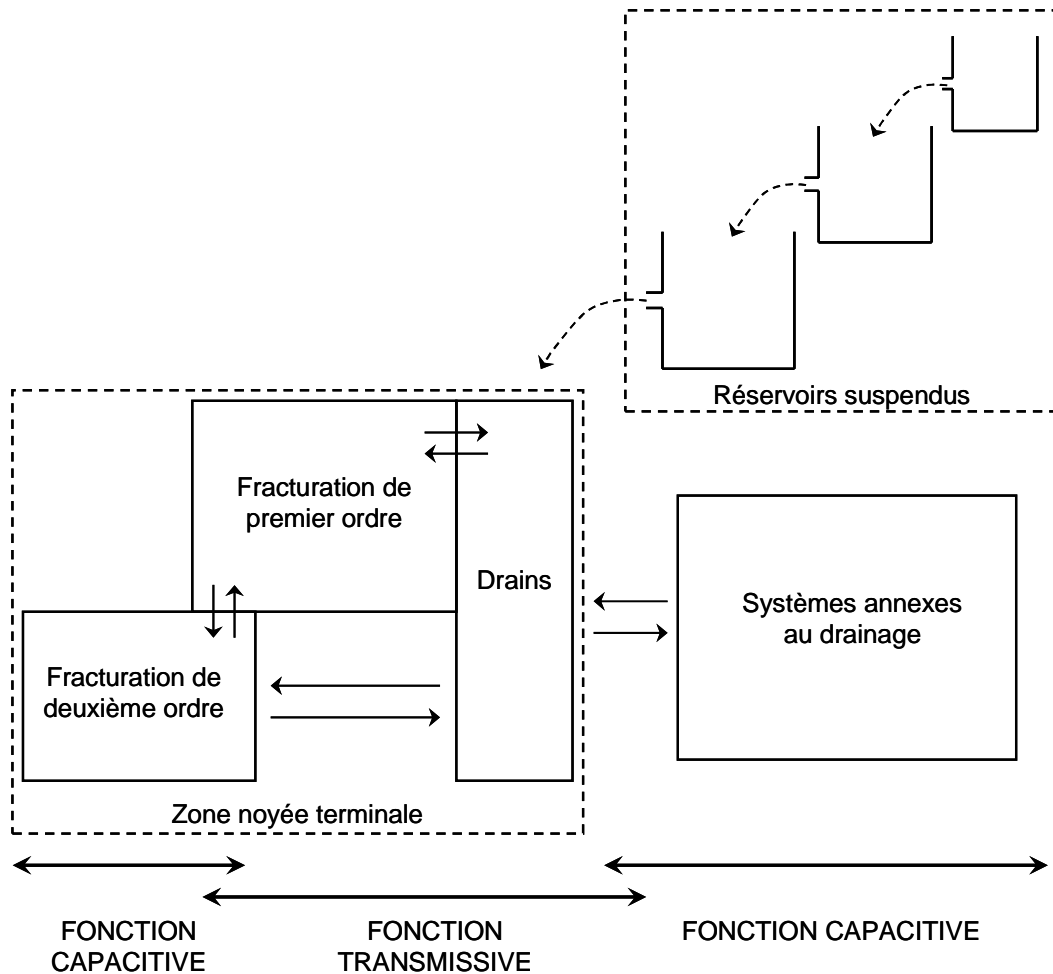 Réservoirs suspendus
Fracturation de
premier ordre
Drains
Systèmes annexes
au drainage
Fracturation de
deuxième ordre
Zone noyée terminale
FONCTION
CAPACITIVE
FONCTION
TRANSMISSIVE
FONCTION CAPACITIVE